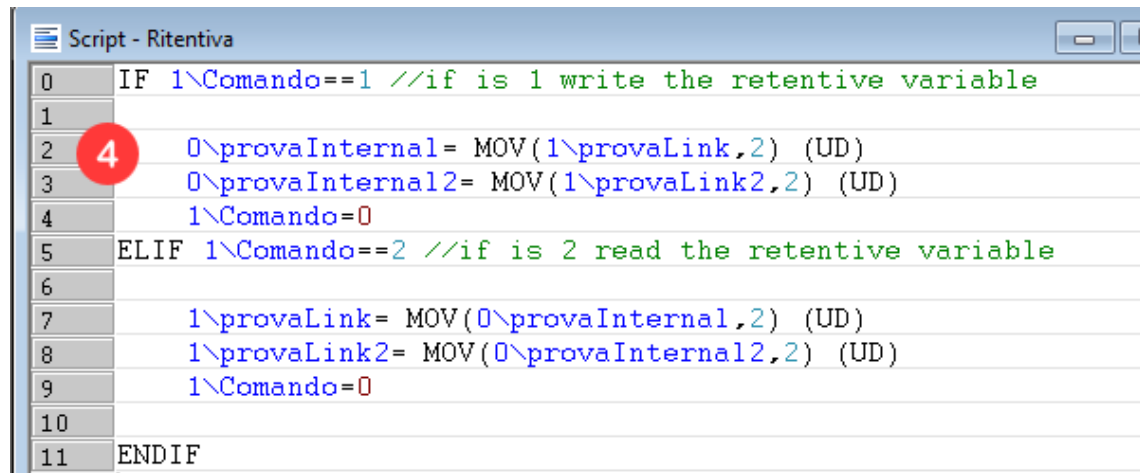 Script - Ritentiva
0 IF 1\Comando==1 //if is 1 write the retentive variable
1
2 4 0\provaInternal= MOV(1\provaLink,2) (UD)
3 0\provaInternal2= MOV(1\provaLink2,2) (UD)
4 1\Comando=0
5 ELIF 1\Comando==2 //if is 2 read the retentive variable
6
7 1\provaLink= MOV(0\provaInternal,2) (UD)
8 1\provaLink2= MOV(0\provaInternal2,2) (UD)
9 1\Comando=0
10
11 ENDIF